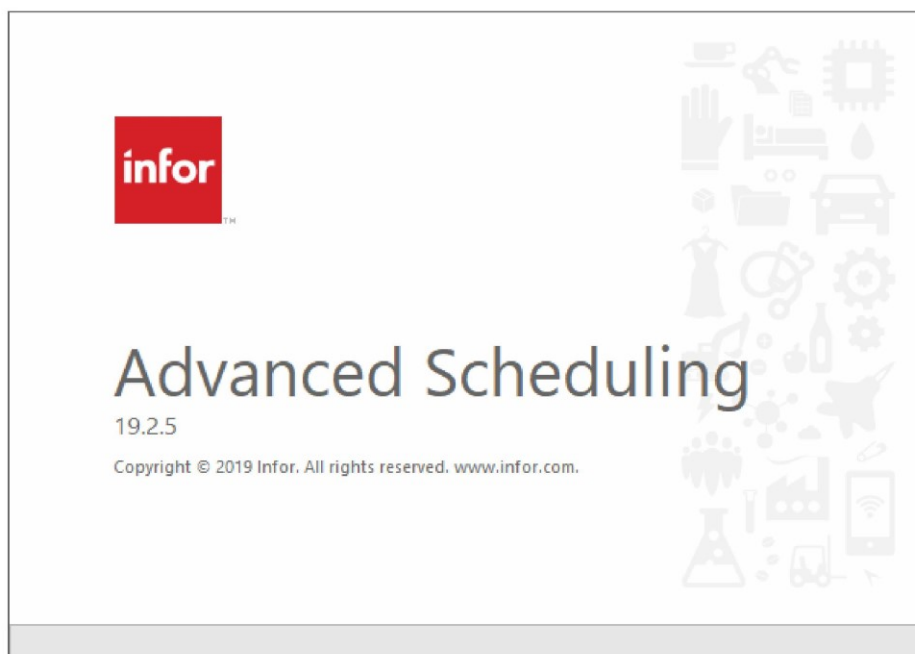 infor
TM
Advanced Scheduling
19.2.5
Copyright © 2019 Infor. All rights reserved. www.infor.com.